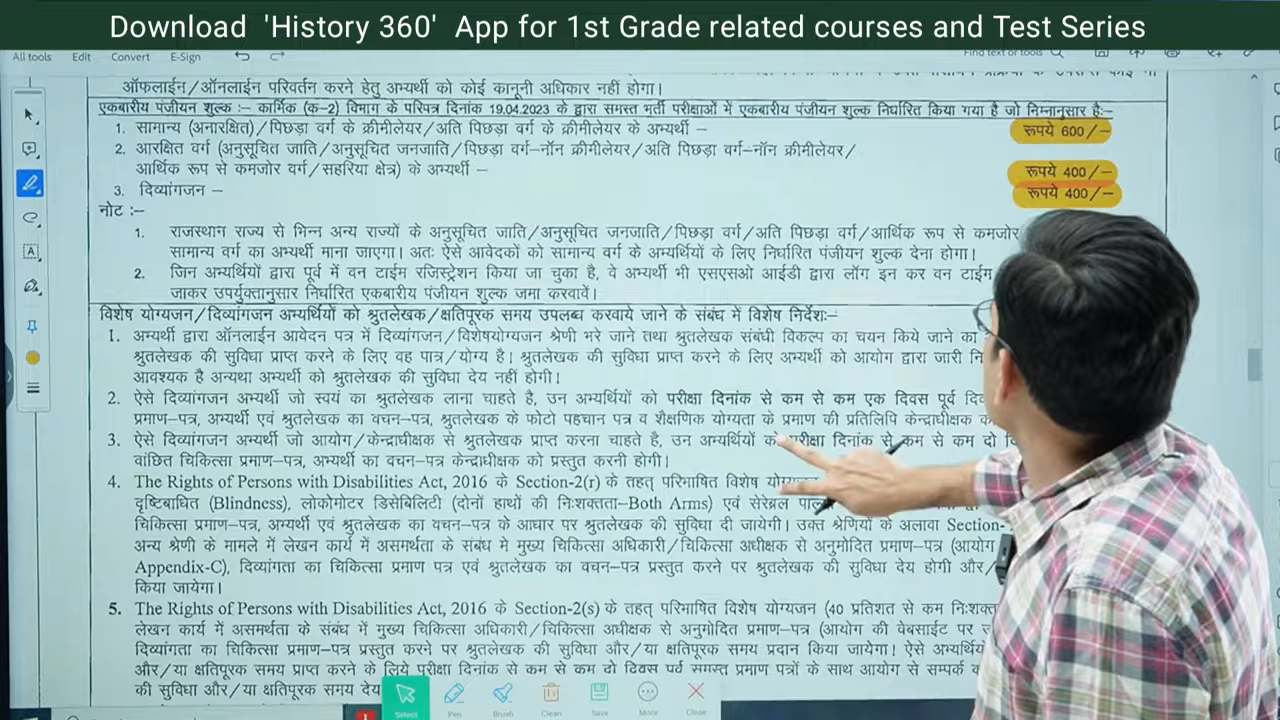 Download 'History 360' App for 1st Grade related courses and Test Series
All tools Edit Convert E-Sign Find text or tools
ऑफलाईन/ऑनलाईन परिवर्तन करने हेतु अभ्यर्थी को कोई कानूनी अधिकार नहीं होगा।
एकबारीय पंजीयन शुल्क :– कार्मिक (क–2) विभाग के परिपत्र दिनांक 19.04.2023 के द्वारा समस्त भर्ती परीक्षाओं में एकबारीय पंजीयन शुल्क निर्धारित किया गया है जो निम्नानुसार है:–
1. सामान्य (अनारक्षित)/पिछड़ा वर्ग के क्रीमीलेयर/अति पिछड़ा वर्ग के क्रीमीलेयर के अभ्यर्थी – रूपये 600/–
2. आरक्षित वर्ग (अनुसूचित जाति/अनुसूचित जनजाति/पिछड़ा वर्ग–नॉन क्रीमीलेयर/अति पिछड़ा वर्ग–नॉन क्रीमीलेयर/
आर्थिक रूप से कमजोर वर्ग/सहरिया क्षेत्र) के अभ्यर्थी – रूपये 400/–
3. दिव्यांगजन – रूपये 400/–
नोट :–
1. राजस्थान राज्य से भिन्न अन्य राज्यों के अनुसूचित जाति/अनुसूचित जनजाति/पिछड़ा वर्ग/अति पिछड़ा वर्ग/आर्थिक रूप से कमजोर
सामान्य वर्ग का अभ्यर्थी माना जाएगा। अतः ऐसे आवेदकों को सामान्य वर्ग के अभ्यर्थियों के लिए निर्धारित पंजीयन शुल्क देना होगा।
2. जिन अभ्यर्थियों द्वारा पूर्व में वन टाईम रजिस्ट्रेशन किया जा चुका है, वे अभ्यर्थी भी एसएसओ आईडी द्वारा लॉग इन कर वन टाईम
जाकर उपर्युक्तानुसार निर्धारित एकबारीय पंजीयन शुल्क जमा करवावें।
विशेष योग्यजन/दिव्यांगजन अभ्यर्थियों को श्रुतलेखक/क्षतिपूरक समय उपलब्ध करवाये जाने के संबंध में विशेष निर्देशः–
1. अभ्यर्थी द्वारा ऑनलाईन आवेदन पत्र में दिव्यांगजन/विशेषयोग्यजन श्रेणी भरे जाने तथा श्रुतलेखक संबंधी विकल्प का चयन किये जाने का
श्रुतलेखक की सुविधा प्राप्त करने के लिए वह पात्र/योग्य है। श्रुतलेखक की सुविधा प्राप्त करने के लिए अभ्यर्थी को आयोग द्वारा जारी
आवश्यक है अन्यथा अभ्यर्थी को श्रुतलेखक की सुविधा देय नहीं होगी।
2. ऐसे दिव्यांगजन अभ्यर्थी जो स्वयं का श्रुतलेखक लाना चाहते है, उन अभ्यर्थियों को परीक्षा दिनांक से कम से कम एक दिवस पूर्व
प्रमाण–पत्र, अभ्यर्थी एवं श्रुतलेखक का वचन–पत्र, श्रुतलेखक के फोटो पहचान पत्र व शैक्षणिक योग्यता के प्रमाण की प्रतिलिपि केन्द्राधीक्षक
3. ऐसे दिव्यांगजन अभ्यर्थी जो आयोग/केन्द्राधीक्षक से श्रुतलेखक प्राप्त करना चाहते है, उन अभ्यर्थियों को परीक्षा दिनांक से कम से कम दो
वांछित चिकित्सा प्रमाण–पत्र, अभ्यर्थी का वचन–पत्र केन्द्राधीक्षक को प्रस्तुत करनी होगी।
4. The Rights of Persons with Disabilities Act, 2016 के Section-2(r) के तहत् परिभाषित विशेष
दृष्टिबाधित (Blindness), लोकोमोटर डिसेबिलिटी (दोनों हाथों की निःशक्तता–Both Arms) एवं सेरेब्रल
चिकित्सा प्रमाण–पत्र, अभ्यर्थी एवं श्रुतलेखक का वचन–पत्र के आधार पर श्रुतलेखक की सुविधा दी जायेगी। उक्त श्रेणियों के अलावा Section-
अन्य श्रेणी के मामले में लेखन कार्य में असमर्थता के संबंध मे मुख्य चिकित्सा अधिकारी/चिकित्सा अधीक्षक से अनुमोदित प्रमाण–पत्र (आयोग
Appendix-C), दिव्यांगता का चिकित्सा प्रमाण पत्र एवं श्रुतलेखक का वचन–पत्र प्रस्तुत करने पर श्रुतलेखक की सुविधा देय होगी और/
किया जायेगा।
5. The Rights of Persons with Disabilities Act, 2016 के Section-2(s) के तहत् परिभाषित विशेष योग्यजन (40 प्रतिशत से कम
लेखन कार्य में असमर्थता के संबंध में मुख्य चिकित्सा अधिकारी/चिकित्सा अधीक्षक से अनुमोदित प्रमाण–पत्र (आयोग की वेबसाईट पर
दिव्यांगता का चिकित्सा प्रमाण–पत्र प्रस्तुत करने पर श्रुतलेखक की सुविधा और/या क्षतिपूरक समय प्रदान किया जायेगा। ऐसे
और/या क्षतिपूरक समय प्राप्त करने के लिये परीक्षा दिनांक से कम से कम दो दिवस पूर्व समस्त प्रमाण पत्रों के साथ आयोग से सम्पर्क
की सुविधा और/या क्षतिपूरक समय देय
Select Pen Brush Clean Save More Close